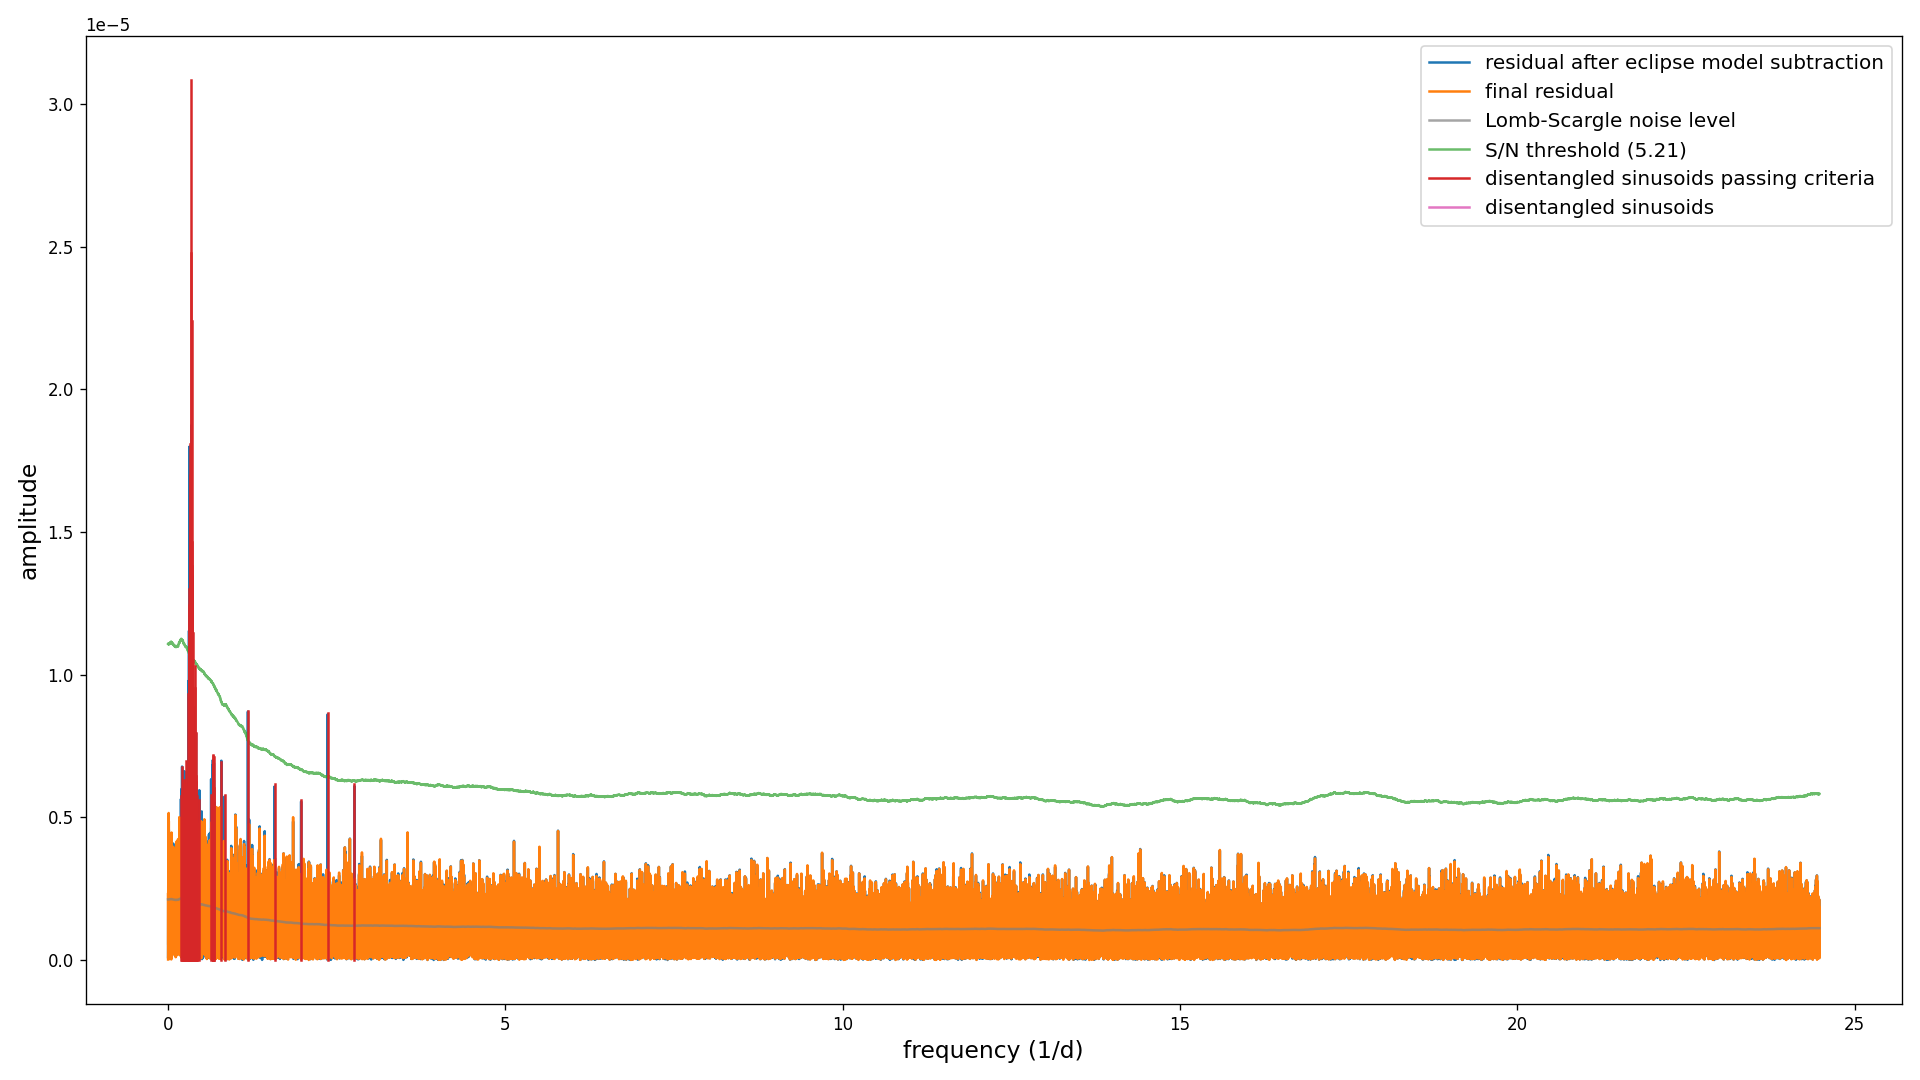 1e−5
3.0
2.5
2.0
1.5
1.0
0.5
0.0
amplitude
residual after eclipse model subtraction
final residual
Lomb-Scargle noise level
S/N threshold (5.21)
disentangled sinusoids passing criteria
disentangled sinusoids
0 5 10 15 20 25
frequency (1/d)